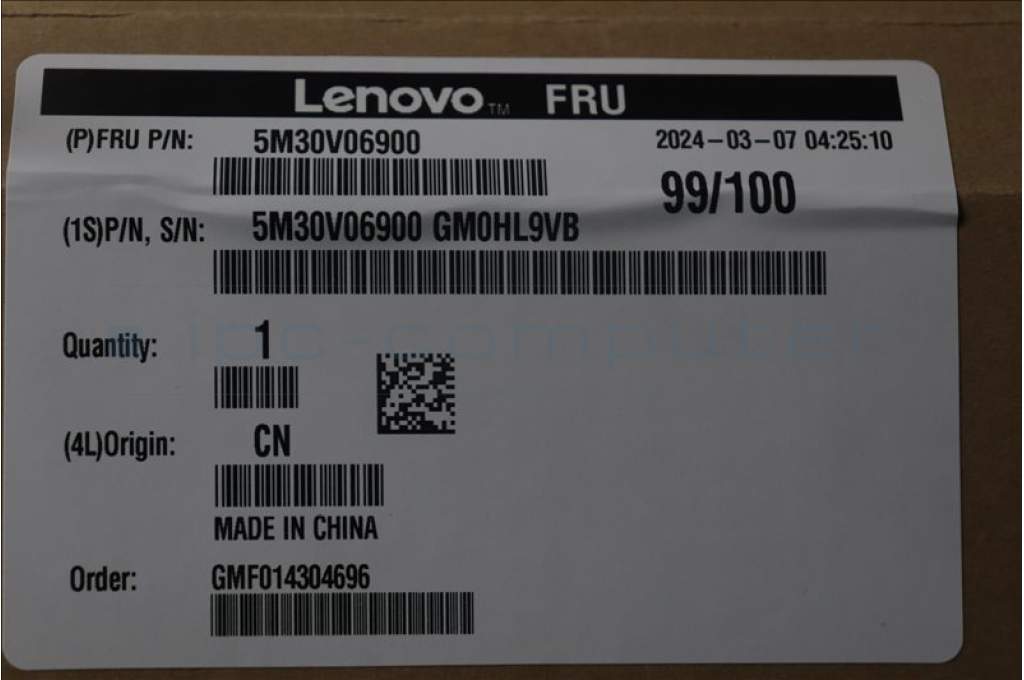 Lenovo™ FRU
(P)FRU P/N: 5M30V06900 2024-03-07 04:25:10
99/100
(1S)P/N, S/N: 5M30V06900 GM0HL9VB
Quantity: 1
(4L)Origin: CN
MADE IN CHINA
Order: GMF014304696